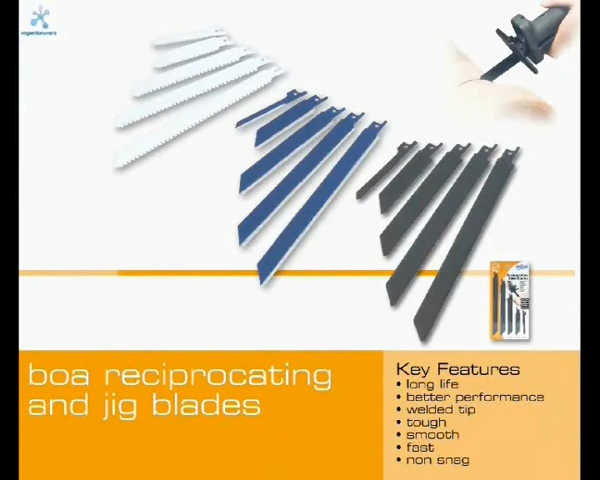 boa reciprocating
and jig blades
Key Features
• long life
• better performance
• welded tip
• tough
• smooth
• fast
• non snag